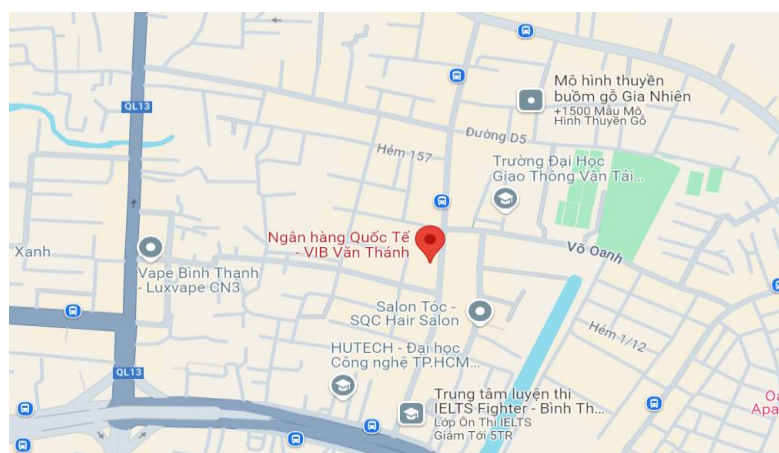 Mô hình thuyền
buồm gỗ Gia Nhiên
+1500 Mẫu Mô
Hình Thuyền Gỗ
QL13
Đường D5
Hẻm 157
Trường Đại Học
Giao Thông Vận Tải...
Ngân hàng Quốc Tế
- VIB Văn Thánh
Võ Oanh
Xanh
Vape Bình Thạnh
- Luxvape CN3
Salon Tóc -
SQC Hair Salon
Hẻm 1/12
HUTECH - Đại học
Công nghệ TP.HCM...
QL13
Trung tâm luyện thi
IELTS Fighter - Bình Th...
Lớp Ôn Thi IELTS
Giảm Tới 5TR
Oa
Apa